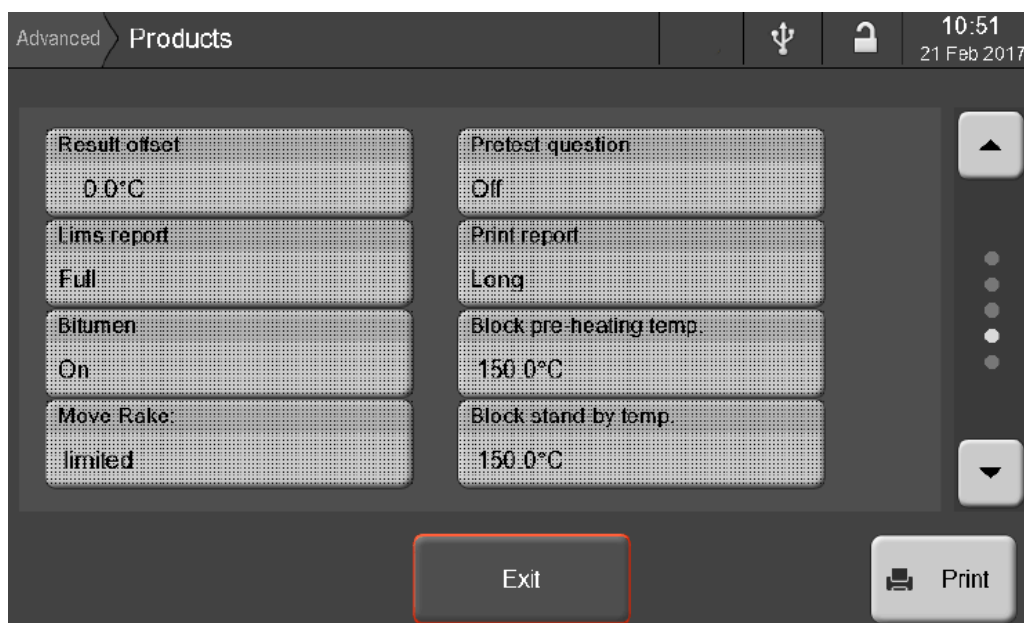 Advanced
Products
10:51
21 Feb 2017
Result offset
0.0°C
Pretest question
Off
Lims report
Full
Print report
Long
Bitumen
On
Block pre-heating temp.
150.0°C
Move Rake:
limited
Block stand by temp.
150.0°C
Exit
Print